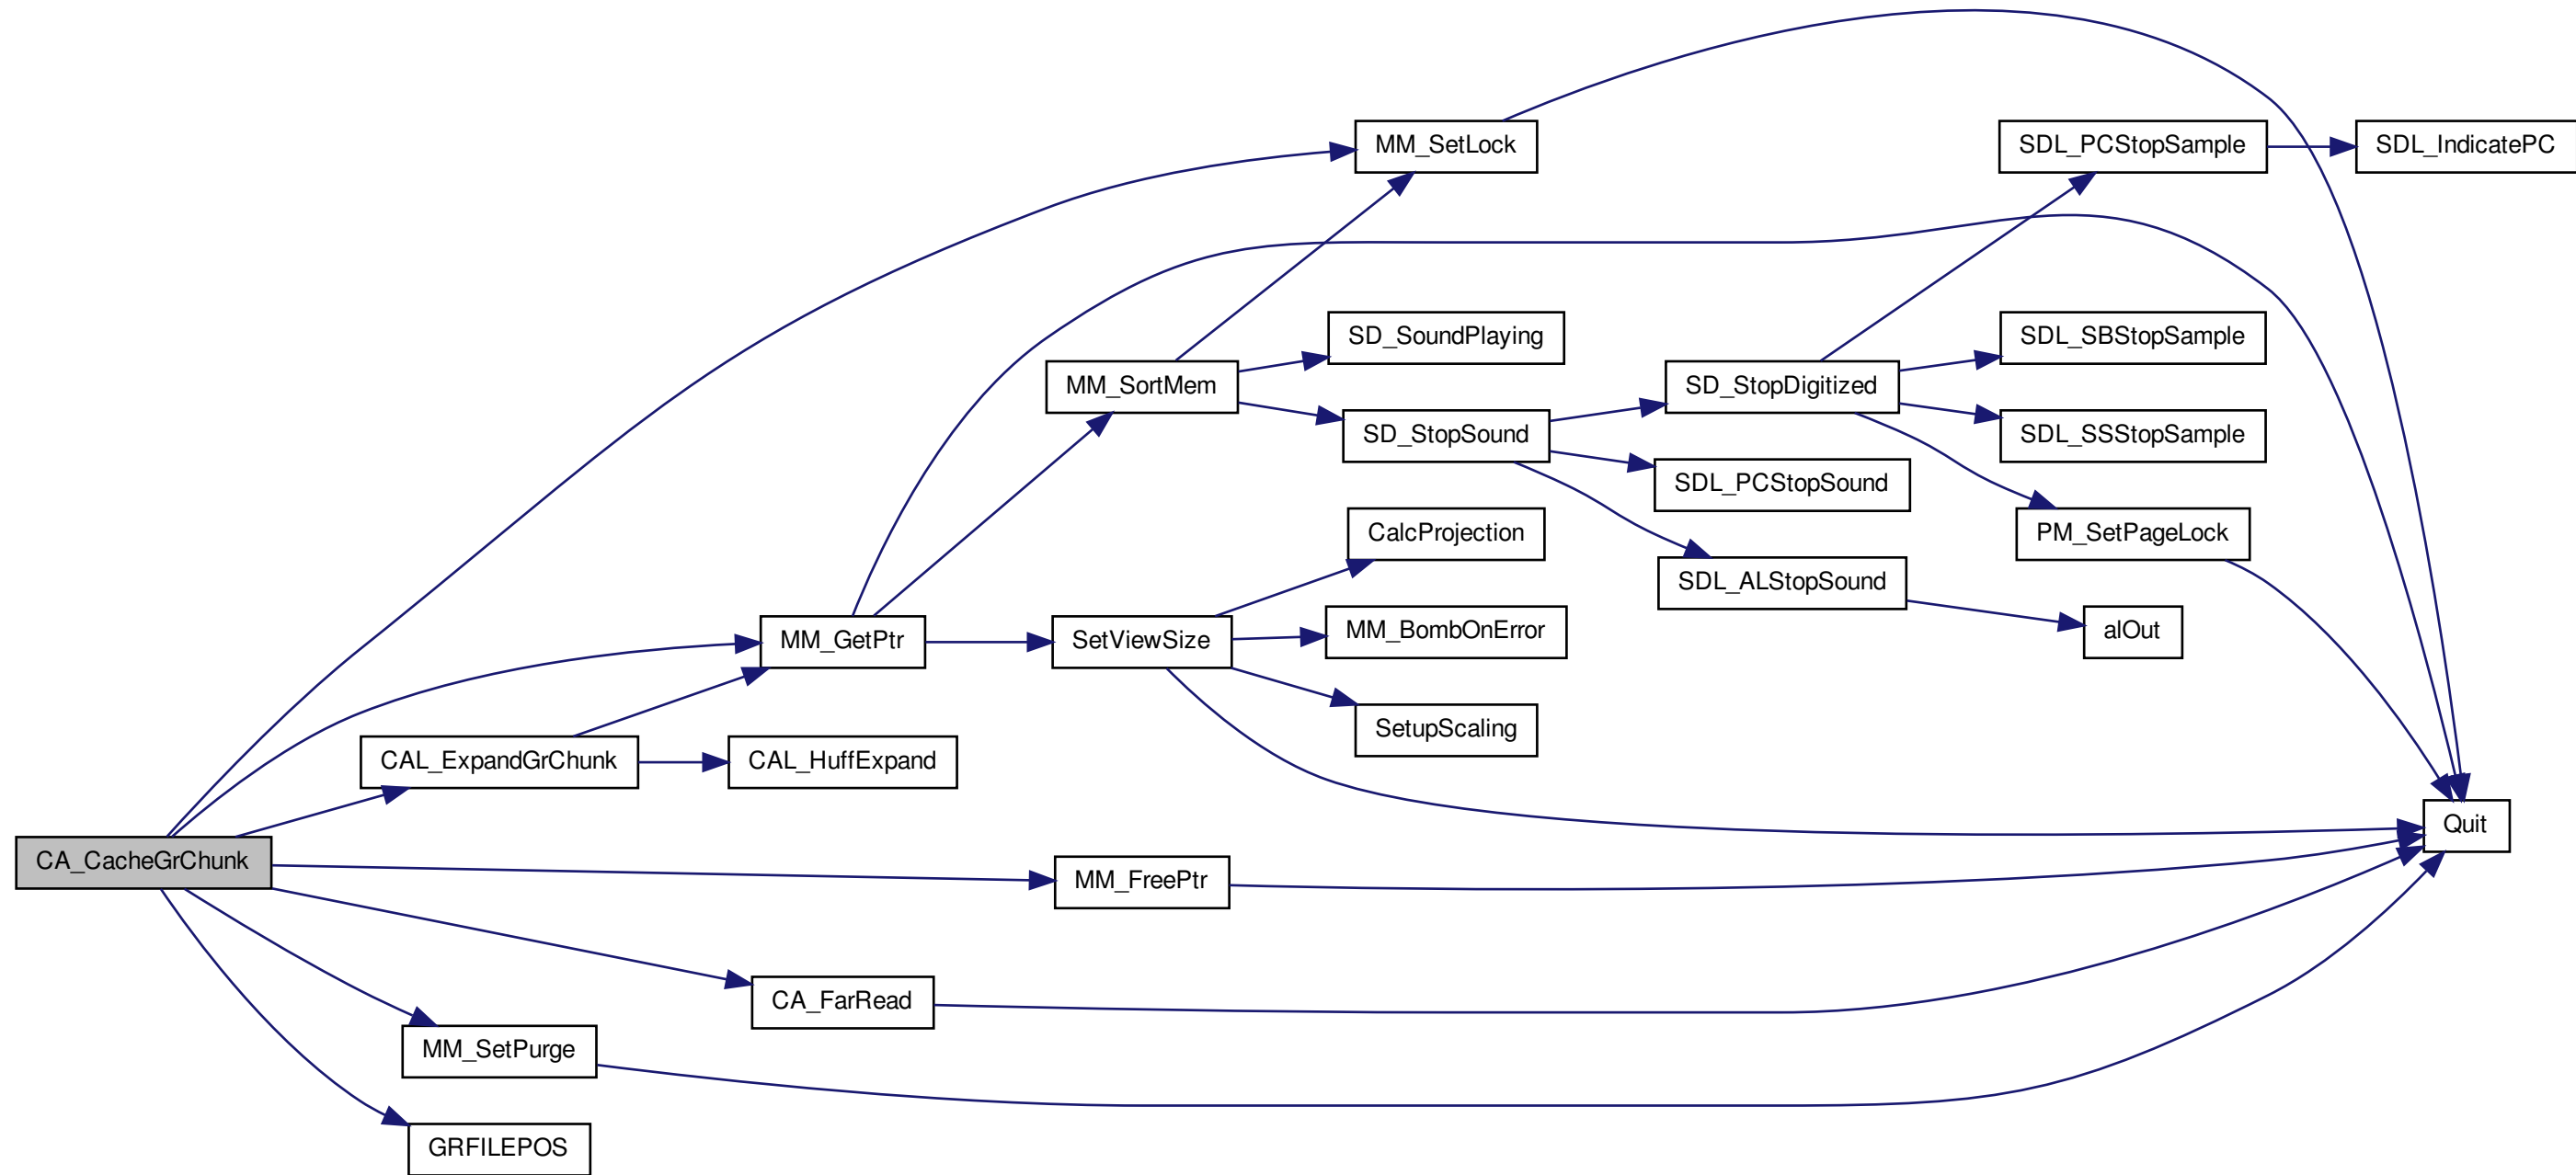 MM_SetLock
SDL_PCStopSample
SDL_IndicatePC
SD_SoundPlaying
SDL_SBStopSample
MM_SortMem
SD_StopDigitized
SD_StopSound
SDL_SSStopSample
SDL_PCStopSound
CalcProjection
PM_SetPageLock
SDL_ALStopSound
MM_GetPtr
SetViewSize
MM_BombOnError
alOut
SetupScaling
CAL_ExpandGrChunk
CAL_HuffExpand
Quit
CA_CacheGrChunk
MM_FreePtr
CA_FarRead
MM_SetPurge
GRFILEPOS